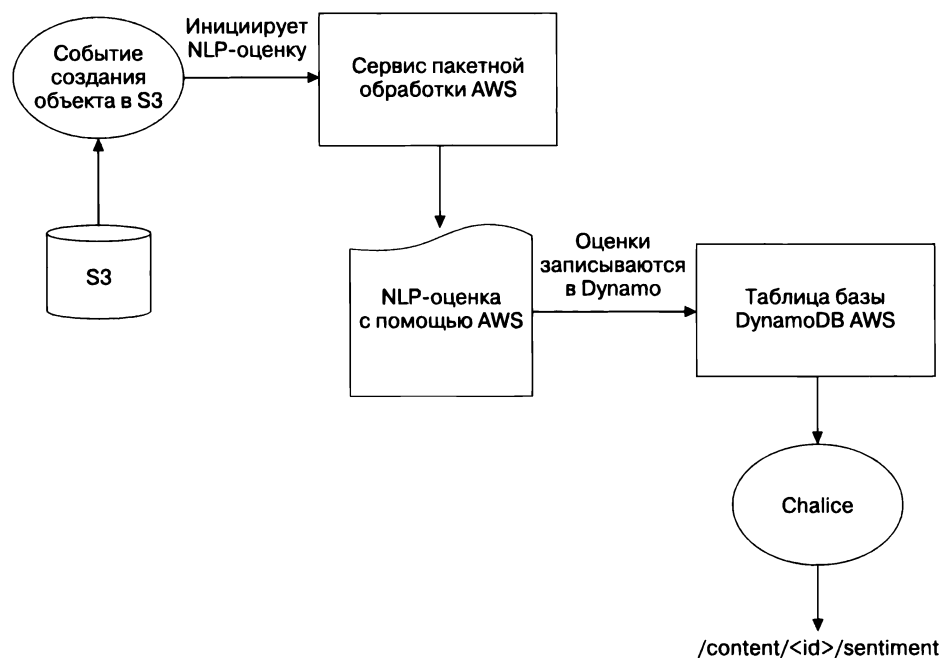 Инициирует
NLP-оценку
Событие
создания
объекта в S3
Сервис пакетной
обработки AWS
S3
NLP-оценка
с помощью AWS
Оценки
записываются
в Dynamo
Таблица базы
DynamoDB AWS
Chalice
/content/<id>/sentiment